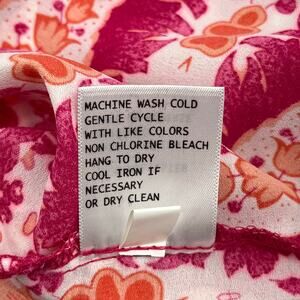 MACHINE WASH COLD
GENTLE CYCLE
WITH LIKE COLORS
NON CHLORINE BLEACH
HANG TO DRY
COOL IRON IF
NECESSARY
OR DRY CLEAN